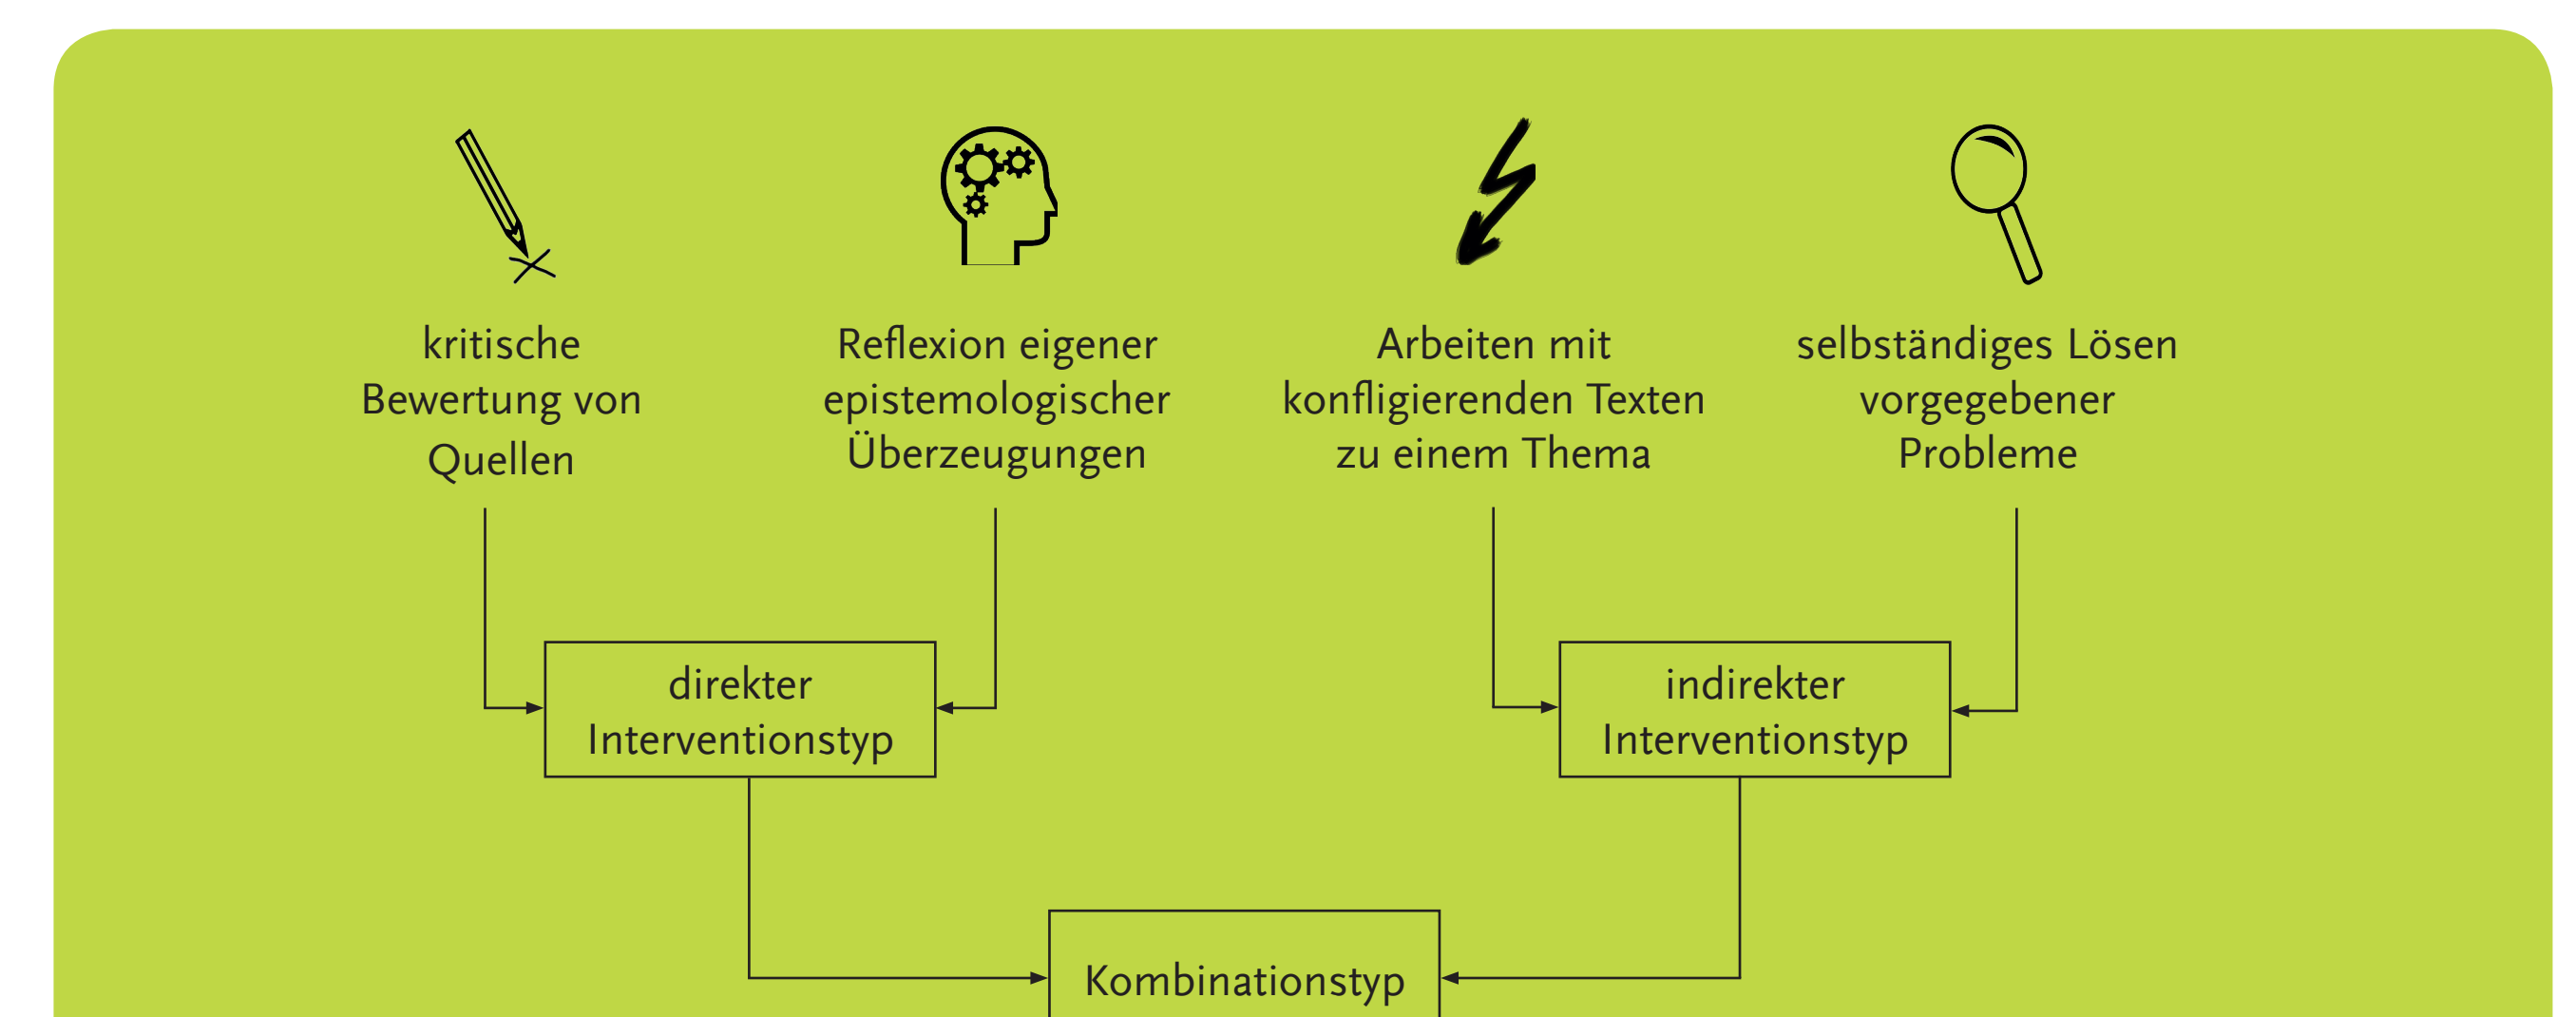 kritische
Bewertung von
Quellen
Reflexion eigener
epistemologischer
Überzeugungen
Arbeiten mit
konfligierenden Texten
zu einem Thema
selbständiges Lösen
vorgegebener
Probleme
direkter
Interventionstyp
indirekter
Interventionstyp
Kombinationstyp